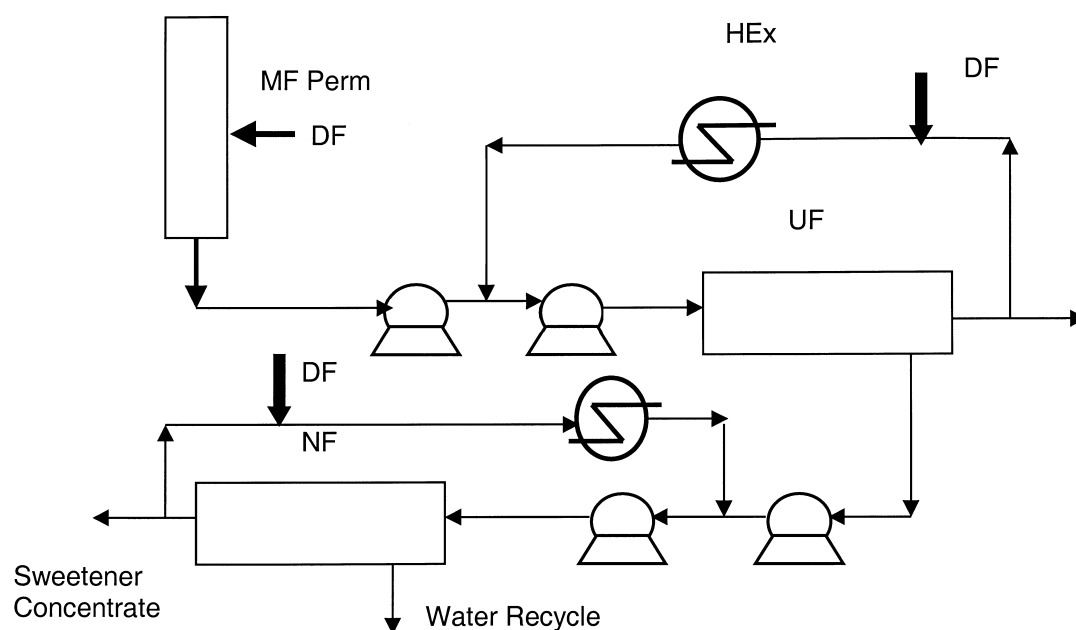 HEx
DF
MF Perm
DF
UF
DF
NF
Sweetener
Concentrate
Water Recycle